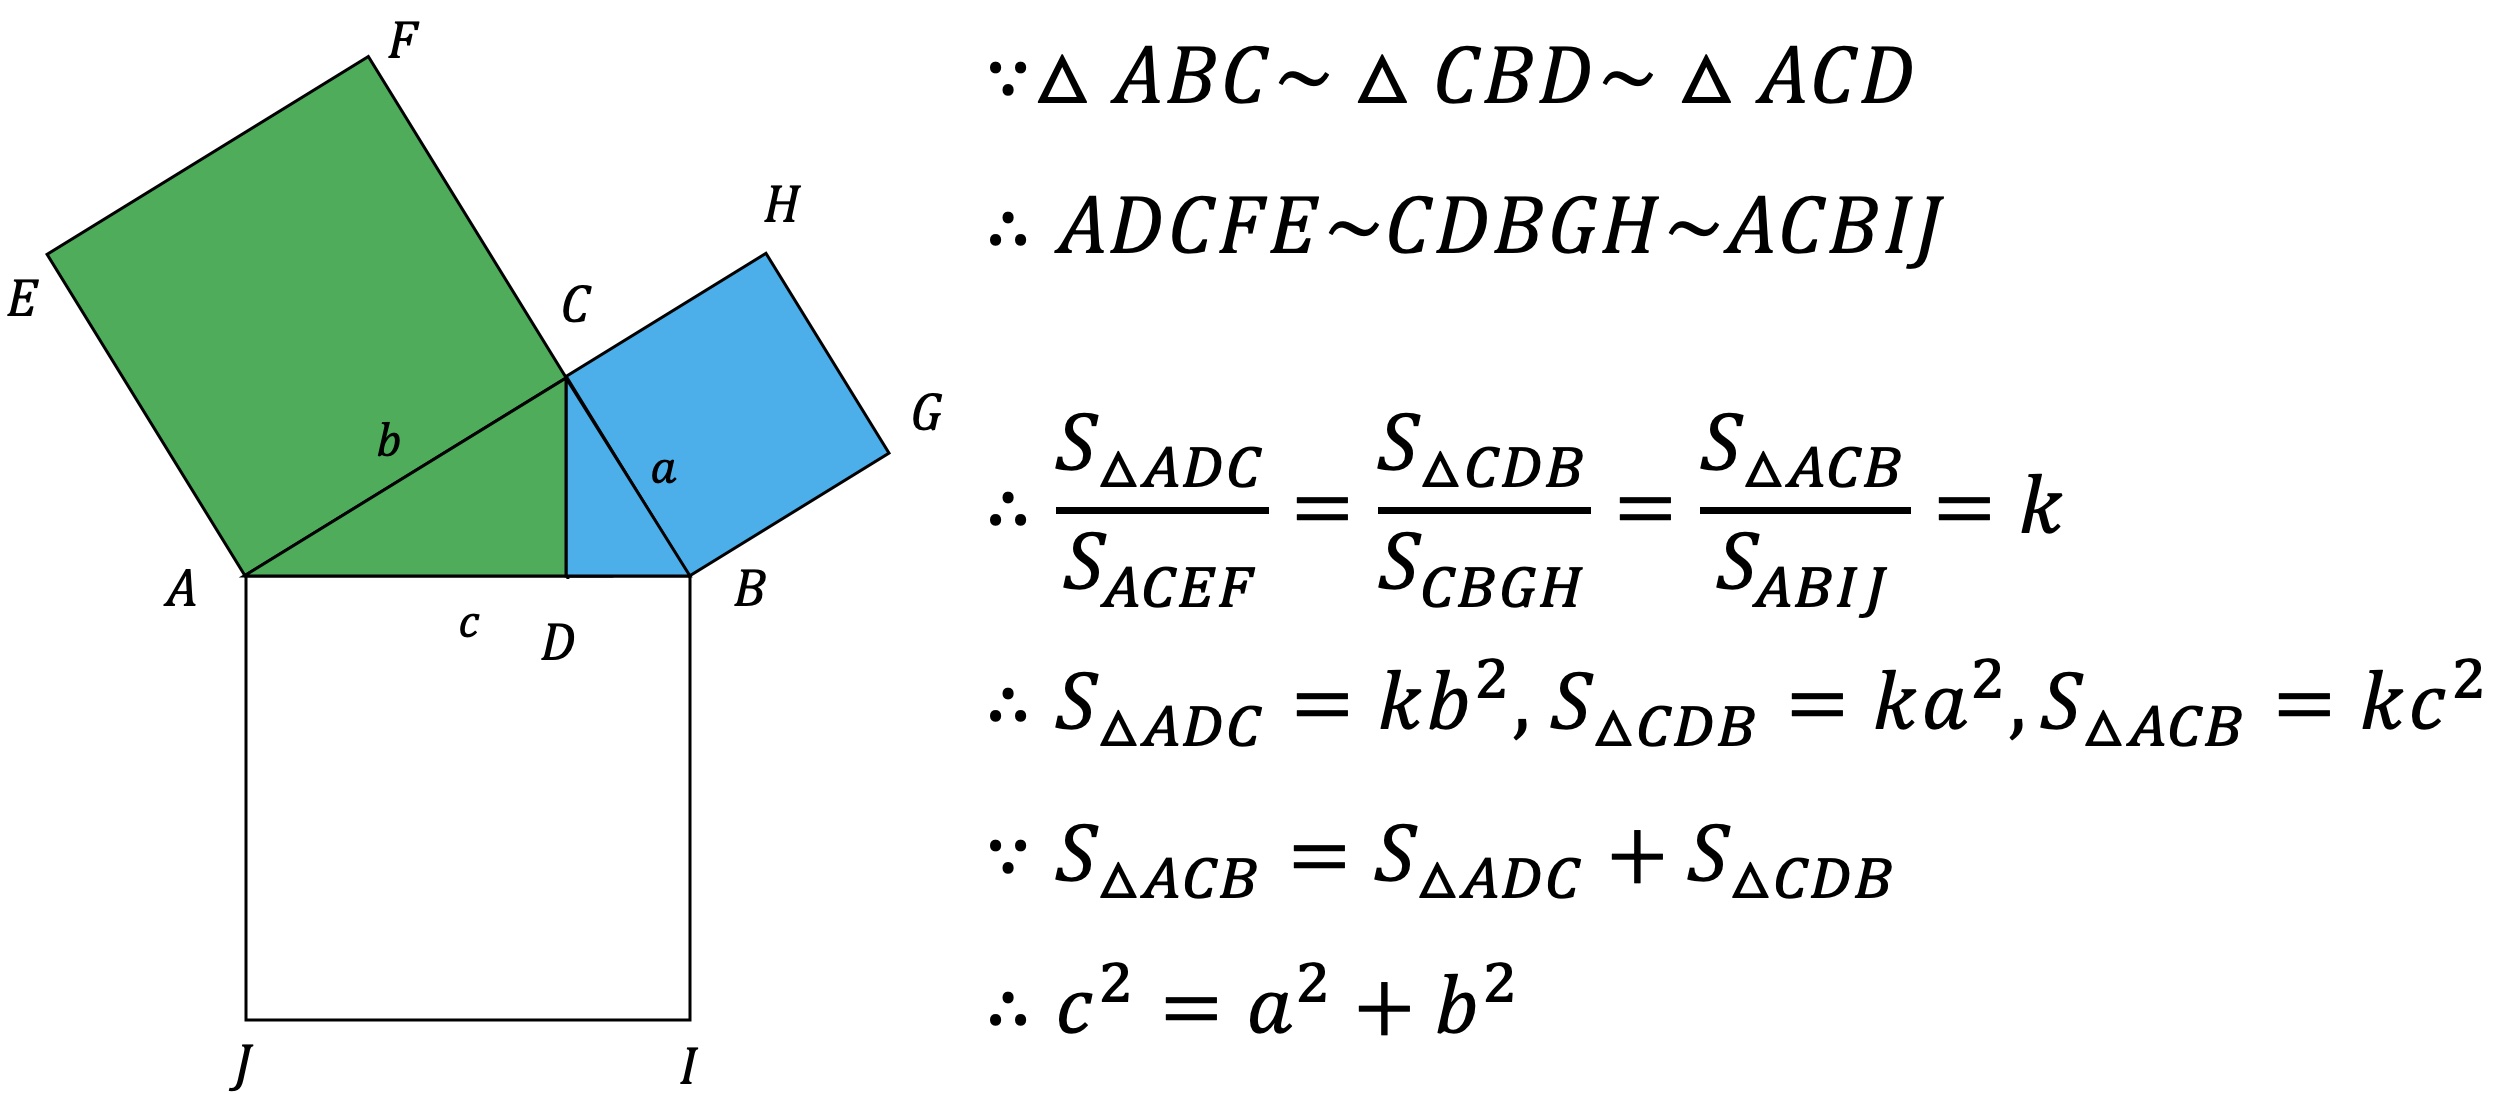 F
H
E
C
G
b
a
A
B
c
D
J
I
∵△ ABC~ △ CBD~ △ ACD
∴ ADCFE~CDBGH~ACBIJ
∴ S△ADC/SACEF = S△CDB/SCBGH = S△ACB/SABIJ = k
∴ S△ADC = kb², S△CDB = ka², S△ACB = kc²
∵ S△ACB = S△ADC + S△CDB
∴ c² = a² + b²